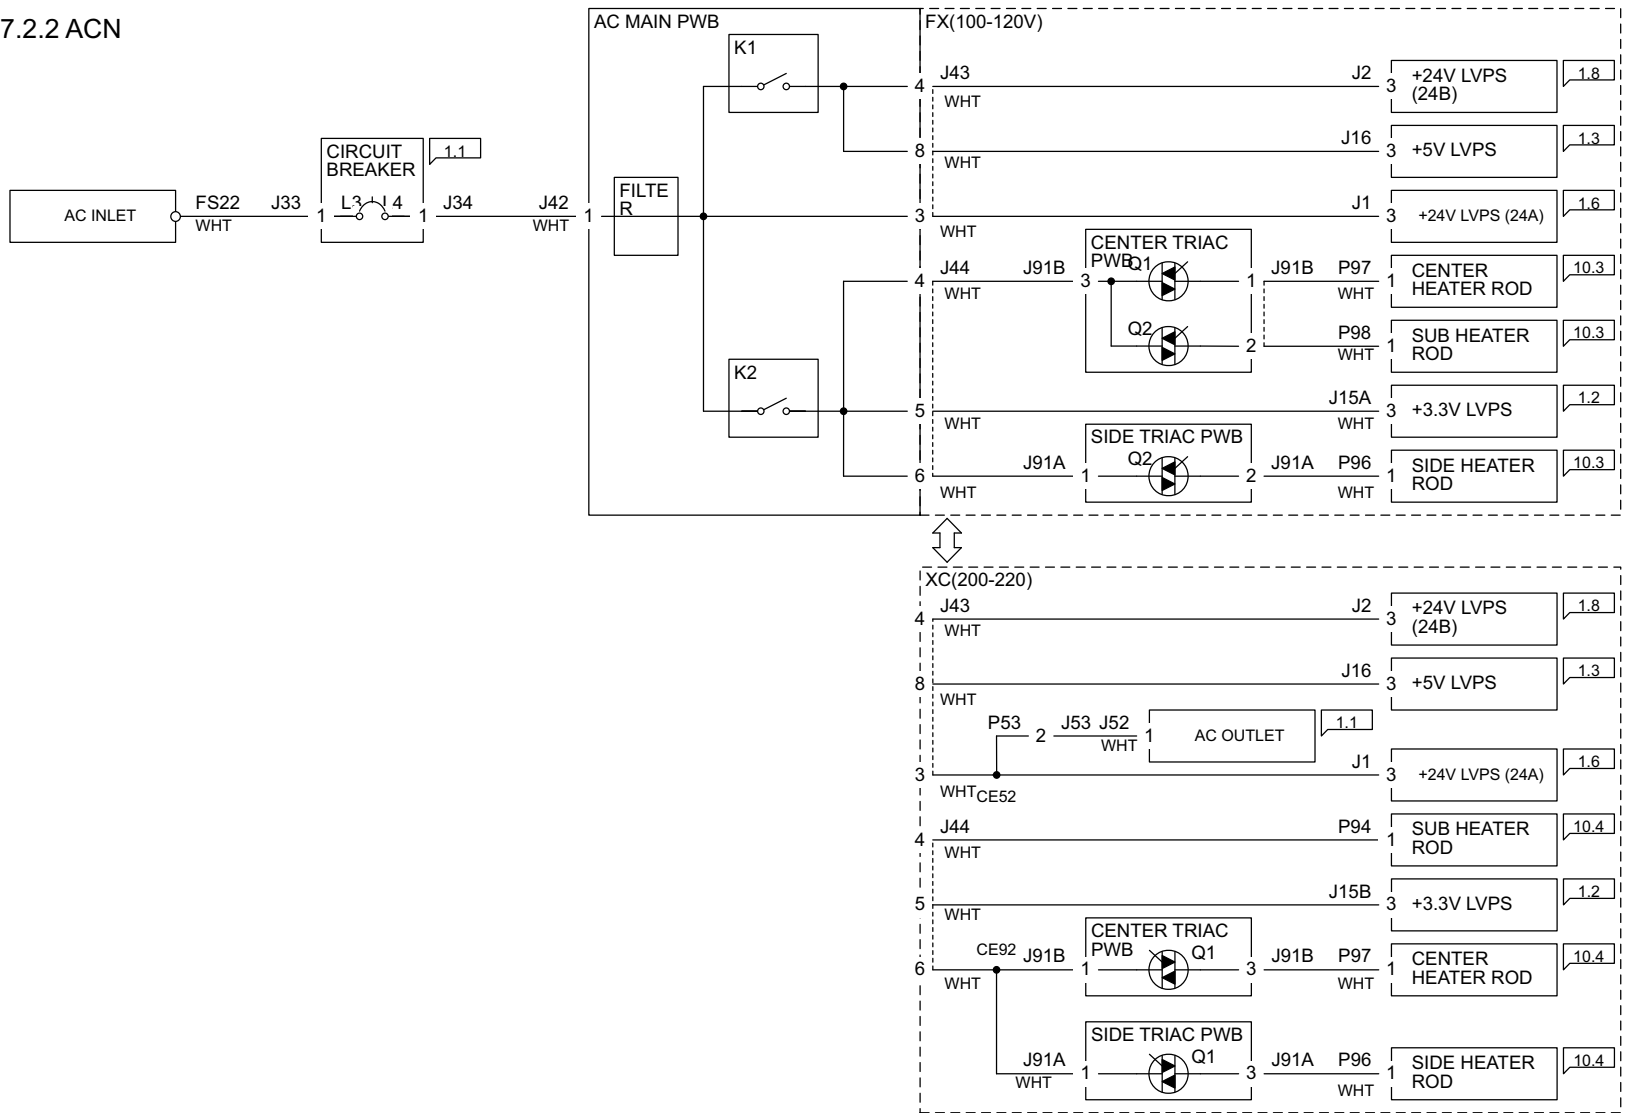 7.2.2 ACN
AC MAIN PWB
FX(100-120V)
K1
4
J43
WHT
J2
3
+24V LVPS
(24B)
1.8
8
WHT
J16
3
+5V LVPS
1.3
CIRCUIT
BREAKER
1.1
AC INLET
FS22
WHT
J33
1
L3
L4
1
J34
J42
WHT
1
FILTE
R
3
WHT
J1
3
+24V LVPS (24A)
1.6
CENTER TRIAC
PWB
4
J44
WHT
J91B
3
Q1
1
J91B
P97
WHT
1
CENTER
HEATER ROD
10.3
Q2
2
P98
WHT
1
SUB HEATER
ROD
10.3
K2
5
WHT
J15A
WHT
3
+3.3V LVPS
1.2
SIDE TRIAC PWB
6
WHT
J91A
1
Q2
2
J91A
P96
WHT
1
SIDE HEATER
ROD
10.3
XC(200-220)
4
J43
WHT
J2
3
+24V LVPS
(24B)
1.8
8
WHT
J16
3
+5V LVPS
1.3
P53
2
J53
J52
WHT
1
AC OUTLET
1.1
3
WHT
CE52
J1
3
+24V LVPS (24A)
1.6
4
J44
WHT
P94
1
SUB HEATER
ROD
10.4
5
WHT
J15B
3
+3.3V LVPS
1.2
CENTER TRIAC
PWB
6
WHT
CE92
J91B
1
Q1
3
J91B
P97
WHT
1
CENTER
HEATER ROD
10.4
SIDE TRIAC PWB
J91A
WHT
1
Q1
3
J91A
P96
WHT
1
SIDE HEATER
ROD
10.4